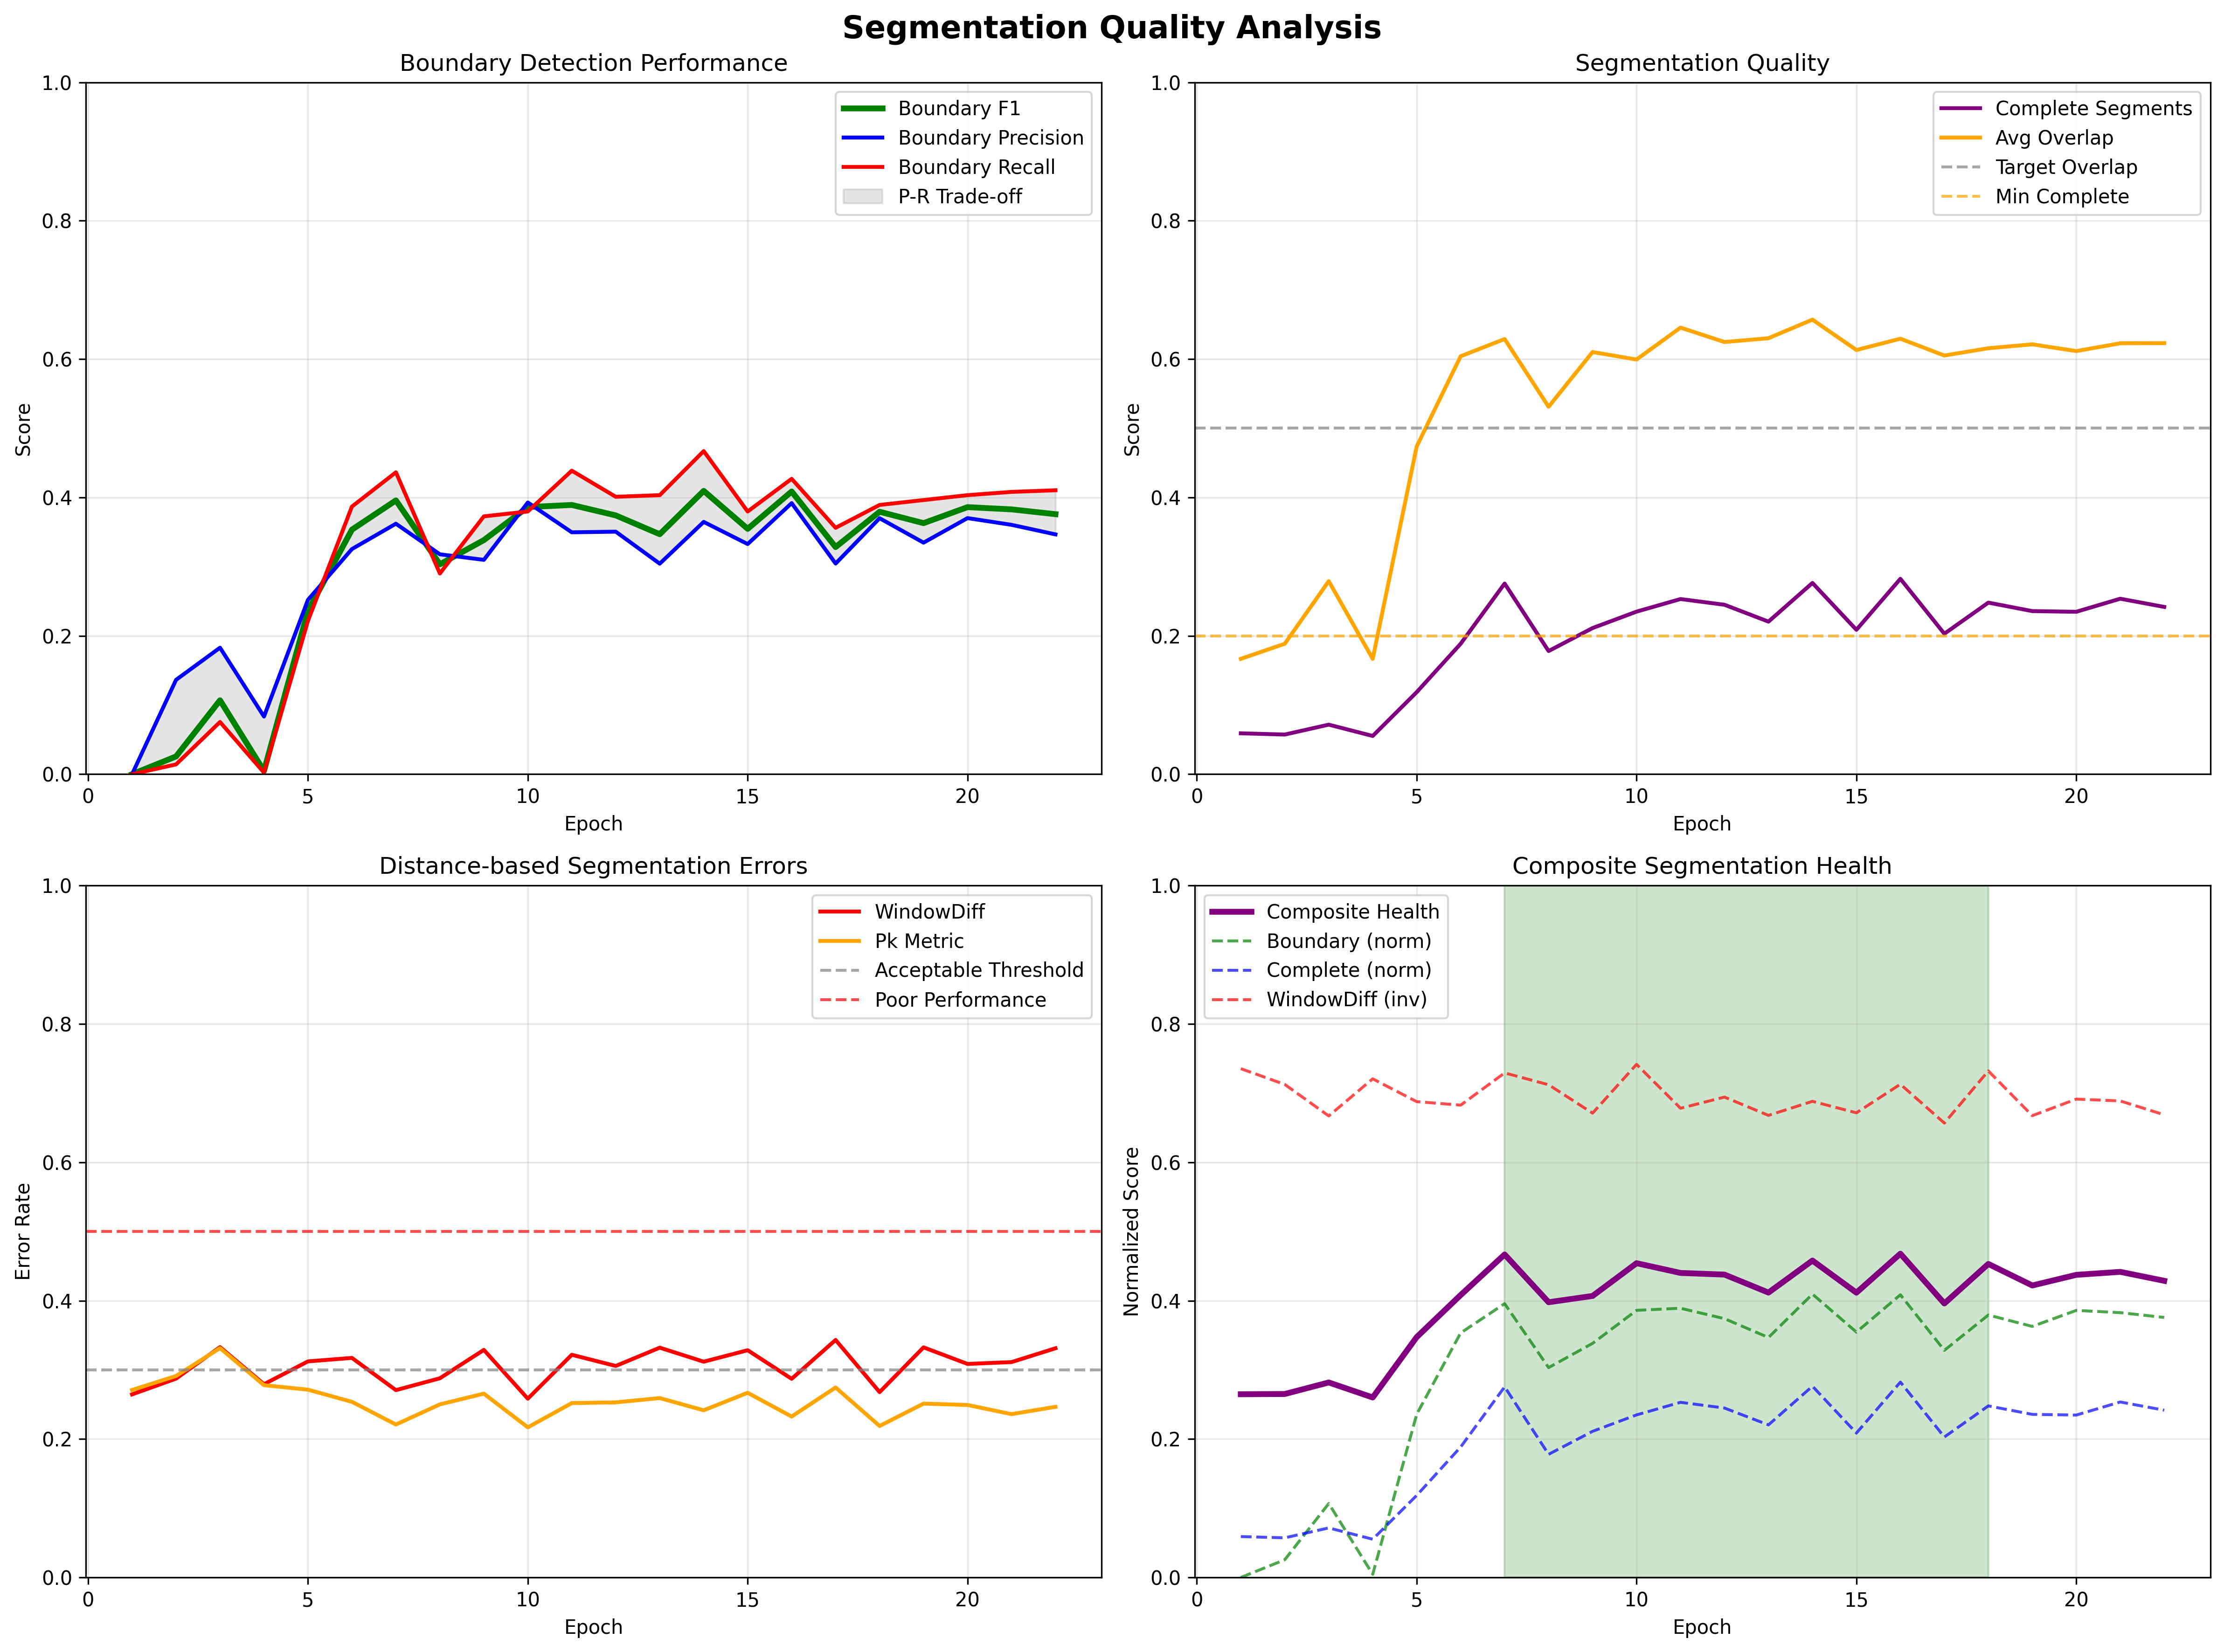 Segmentation Quality Analysis
Boundary Detection Performance
1.0
0.8
0.6
0.4
0.2
0.0
Score
0
5
10
15
20
Epoch
Boundary F1
Boundary Precision
Boundary Recall
P-R Trade-off
Segmentation Quality
1.0
0.8
0.6
0.4
0.2
0.0
Score
0
5
10
15
20
Epoch
Complete Segments
Avg Overlap
Target Overlap
Min Complete
Distance-based Segmentation Errors
1.0
0.8
0.6
0.4
0.2
0.0
Error Rate
0
5
10
15
20
Epoch
WindowDiff
Pk Metric
Acceptable Threshold
Poor Performance
Composite Segmentation Health
1.0
0.8
0.6
0.4
0.2
0.0
Normalized Score
0
5
10
15
20
Epoch
Composite Health
Boundary (norm)
Complete (norm)
WindowDiff (inv)